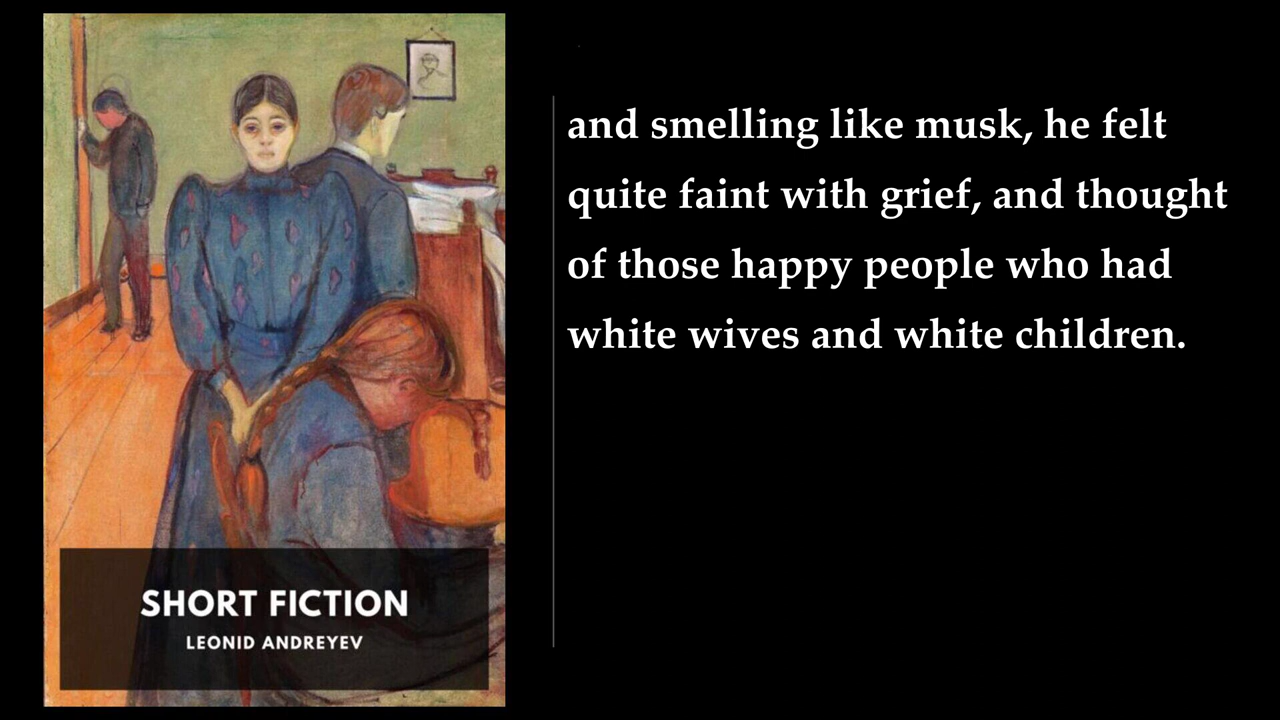 and smelling like musk, he felt
quite faint with grief, and thought
of those happy people who had
white wives and white children.
SHORT FICTION
LEONID ANDREYEV